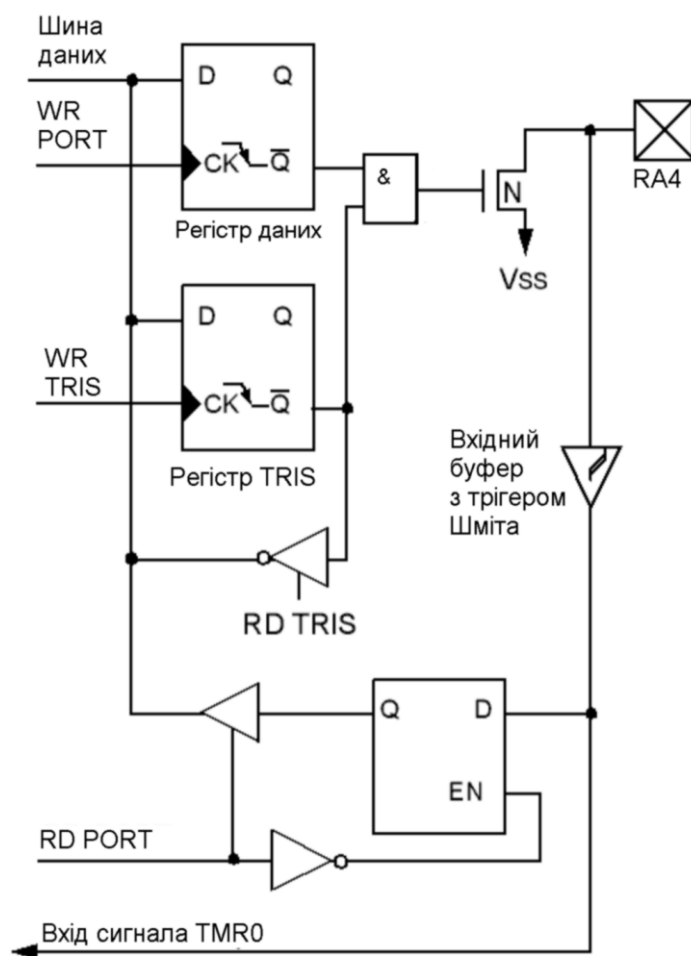 Шина
даних
WR
PORT
D Q
CK Q̅
Регістр даних
&
N
Vss
RA4
D Q
CK Q̅
WR
TRIS
Регістр TRIS
Вхідний
буфер
з трігером
Шміта
RD TRIS
Q D
EN
RD PORT
Вхід сигнала TMR0